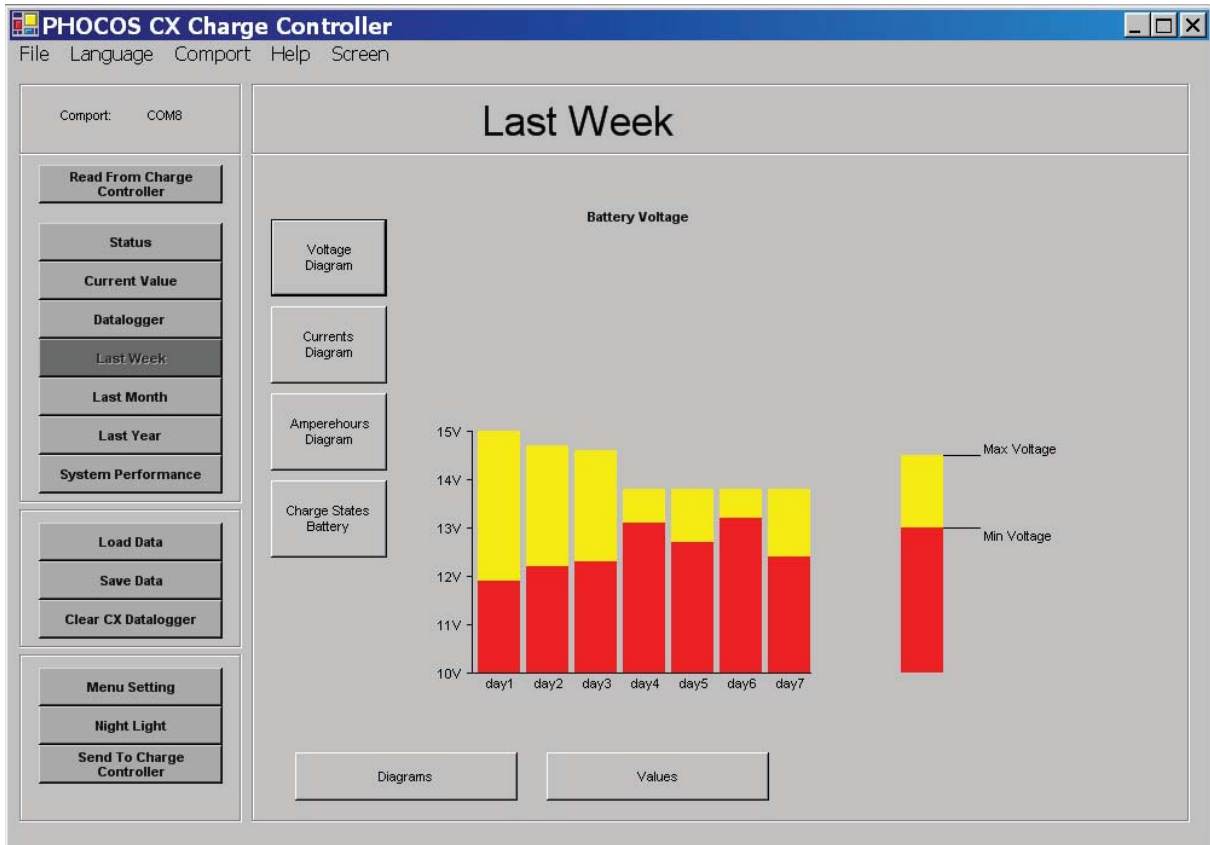 PHOCOS CX Charge Controller
File Language Comport Help Screen
Comport: COM8
Last Week
Read From Charge
Controller
Status
Current Value
Datalogger
Last Week
Last Month
Last Year
System Performance
Load Data
Save Data
Clear CX Datalogger
Menu Setting
Night Light
Send To Charge
Controller
Voltage
Diagram
Currents
Diagram
Amperehours
Diagram
Charge States
Battery
Battery Voltage
15V
14V
13V
12V
11V
10V
day1 day2 day3 day4 day5 day6 day7
Max Voltage
Min Voltage
Diagrams
Values